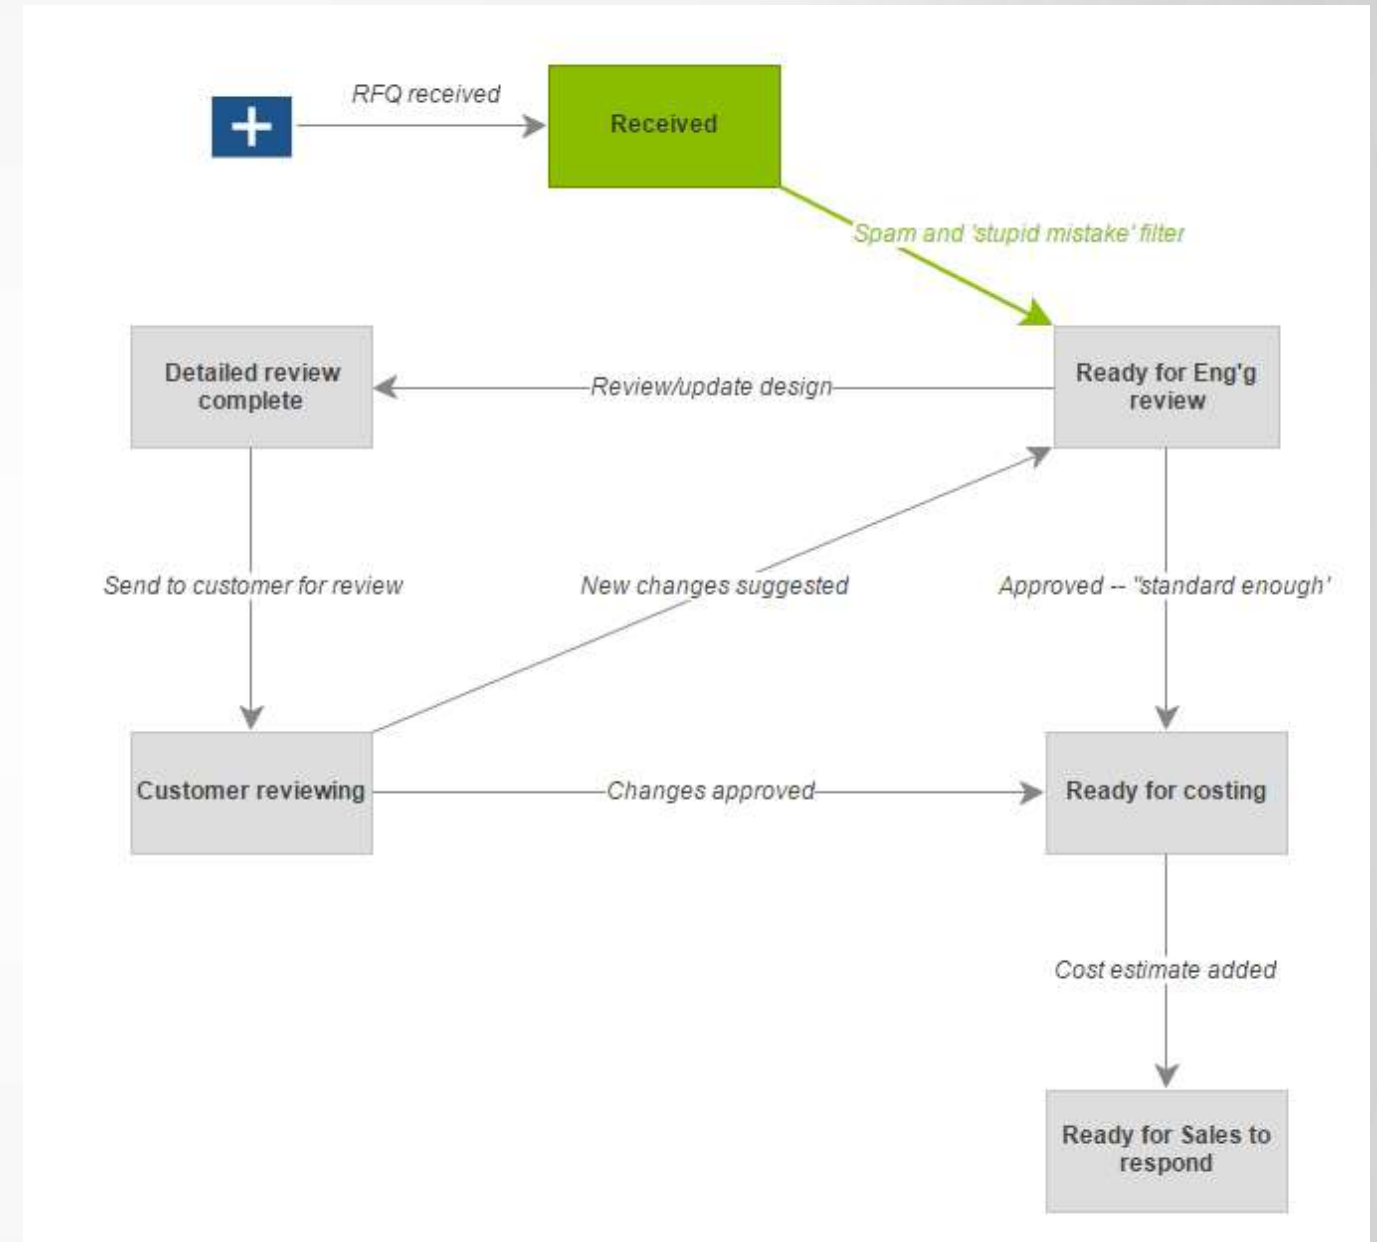 RFQ received
Received
Spam and 'stupid mistake' filter
Detailed review
complete
Review/update design
Ready for Eng'g
review
Send to customer for review
New changes suggested
Approved -- "standard enough'
Customer reviewing
Changes approved
Ready for costing
Cost estimate added
Ready for Sales to
respond